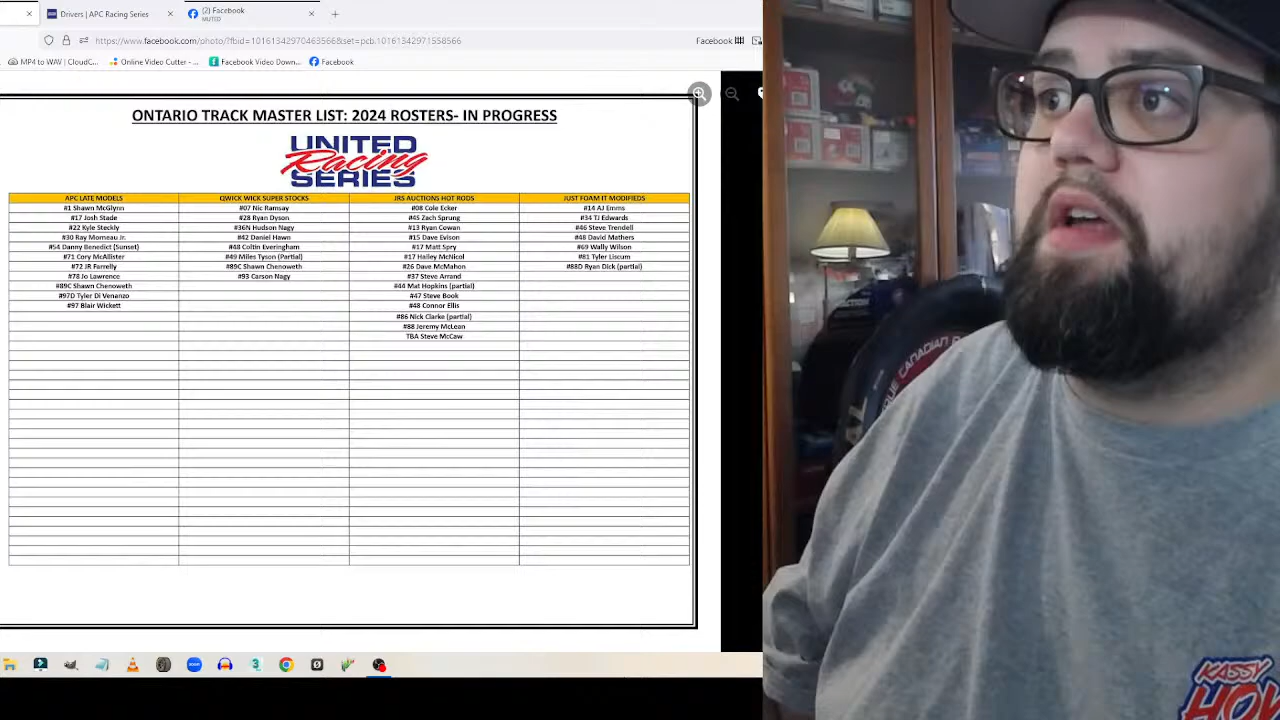 Drivers | APC Racing Series
(2) Facebook
MUTED
https://www.facebook.com/photo/?fbid=10161342970463566&set=pcb.10161342971558566
Facebook
MP4 to WAV | CloudC...
Online Video Cutter - ...
Facebook Video Down...
Facebook
ONTARIO TRACK MASTER LIST: 2024 ROSTERS- IN PROGRESS
UNITED
Racing
SERIES
APC LATE MODELS QWICK WICK SUPER STOCKS JRS AUCTIONS HOT RODS JUST FOAM IT MODIFIEDS
#1 Shawn McGlynn #07 Nic Ramsay #08 Cole Ecker #14 AJ Emms
#17 Josh Stade #28 Ryan Dyson #4S Zach Sprung #34 TJ Edwards
#22 Kyle Steckly #36N Hudson Nagy #13 Ryan Cowan #46 Steve Trendell
#30 Ray Morneau Jr. #42 Daniel Hawn #15 Dave Evison #48 David Mathers
#54 Danny Benedict (Sunset) #48 Coltin Everingham #17 Matt Spry #69 Wally Wilson
#71 Cory McAllister #49 Miles Tyson (Partial) #17 Hailey McNicol #81 Tyler Liscum
#72 JR Farrelly #89C Shawn Chenoweth #26 Dave McMahon #88D Ryan Dick (partial)
#78 Jo Lawrence #93 Carson Nagy #37 Steve Arrand
#89C Shawn Chenoweth #44 Mat Hopkins (partial)
#97D Tyler Di Venanzo #47 Steve Book
#97 Blair Wickett #48 Connor Ellis
#86 Nick Clarke (partial)
#88 Jeremy McLean
TBA Steve McCaw
zoom
CANADIAN
KASSY